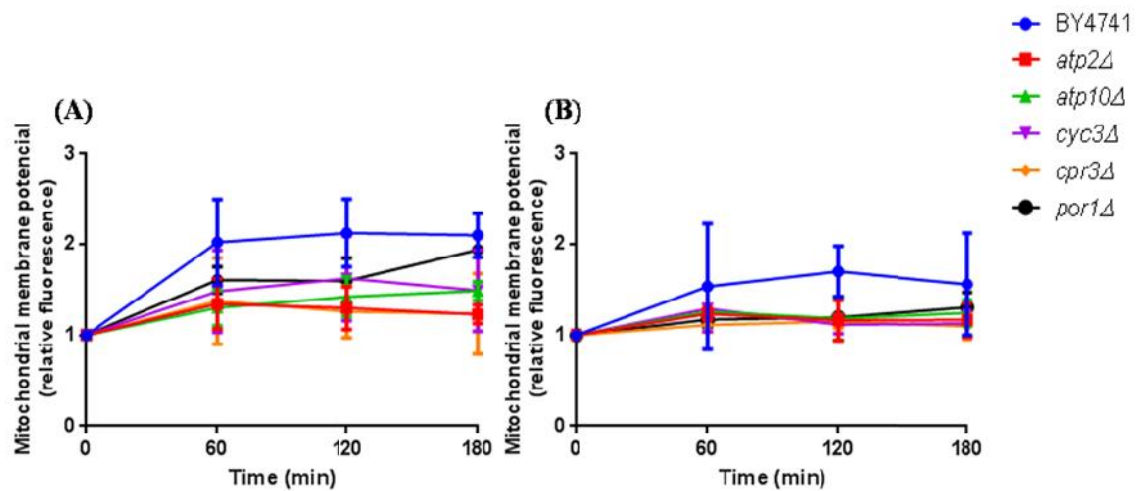 BY4741
atp2Δ
atp10Δ
cyc3Δ
cpr3Δ
por1Δ
(A)
Mitochondrial membrane potencial
(relative fluorescence)
3
2
1
0
0 60 120 180
Time (min)
(B)
Mitochondrial membrane potencial
(relative fluorescence)
3
2
1
0
0 60 120 180
Time (min)